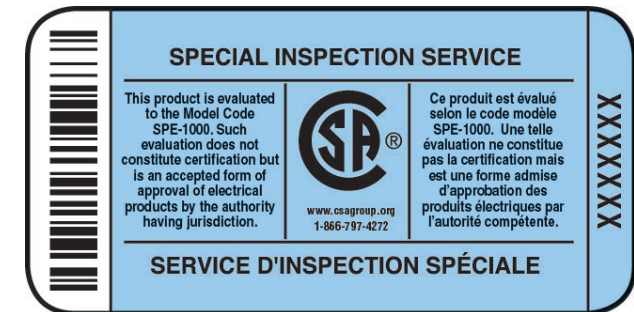 SPECIAL INSPECTION SERVICE
This product is evaluated
to the Model Code
SPE-1000. Such
evaluation does not
constitute certification but
is an accepted form of
approval of electrical
products by the authority
having jurisdiction.
CSA®
www.csagroup.org
1-866-797-4272
Ce produit est évalué
selon le code modèle
SPE-1000. Une telle
évaluation ne constitue
pas la certification mais
est une forme admise
d'approbation des
produits électriques par
l'autorité compétente.
XXXXXX
SERVICE D'INSPECTION SPÉCIALE